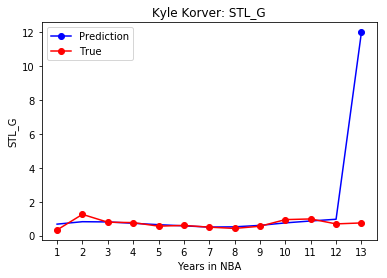 Kyle Korver: STL_G
Prediction
True
12
10
8
6
4
2
0
STL_G
1 2 3 4 5 6 7 8 9 10 11 12 13
Years in NBA